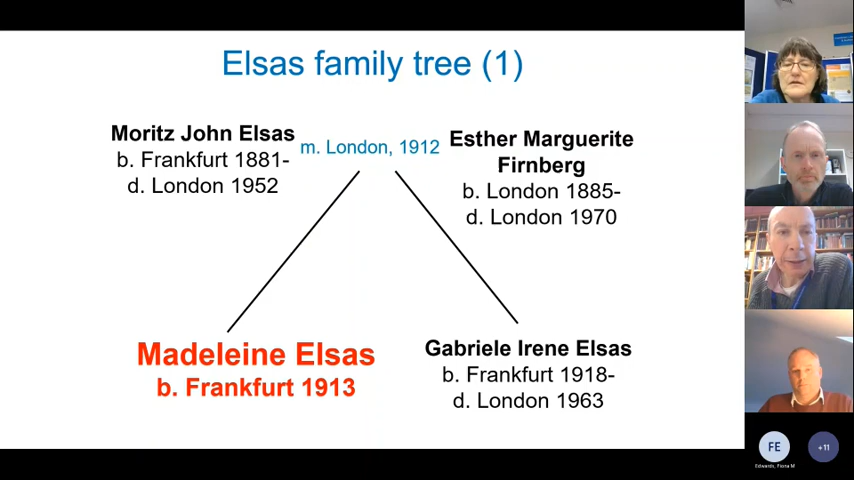 Elsas family tree (1)
Moritz John Elsas
b. Frankfurt 1881-
d. London 1952
m. London, 1912
Esther Marguerite
Firnberg
b. London 1885-
d. London 1970
Madeleine Elsas
b. Frankfurt 1913
Gabriele Irene Elsas
b. Frankfurt 1918-
d. London 1963
FE
+11
Edwards, Fiona M